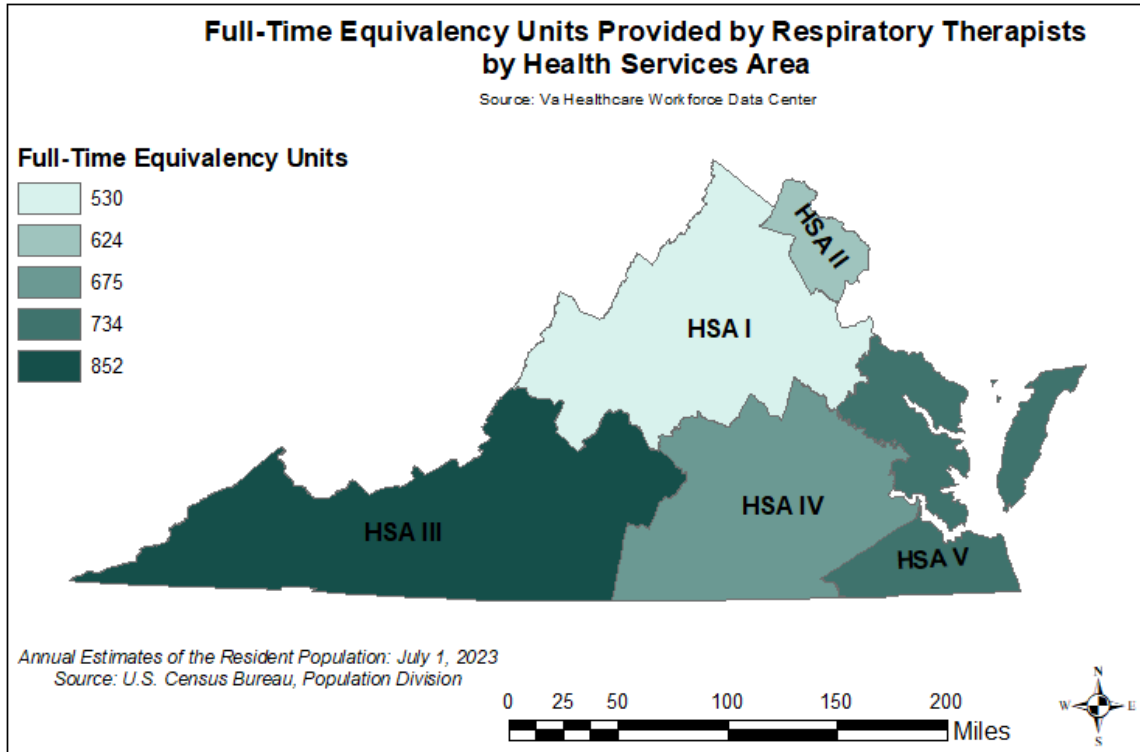 Full-Time Equivalency Units Provided by Respiratory Therapists
by Health Services Area
Source: Va Healthcare Workforce Data Center
Full-Time Equivalency Units
530
624
675
734
852
HSA II
HSA I
HSA IV
HSA III
HSA V
Annual Estimates of the Resident Population: July 1, 2023
Source: U.S. Census Bureau, Population Division
0 25 50 100 150 200
Miles
N
W E
S